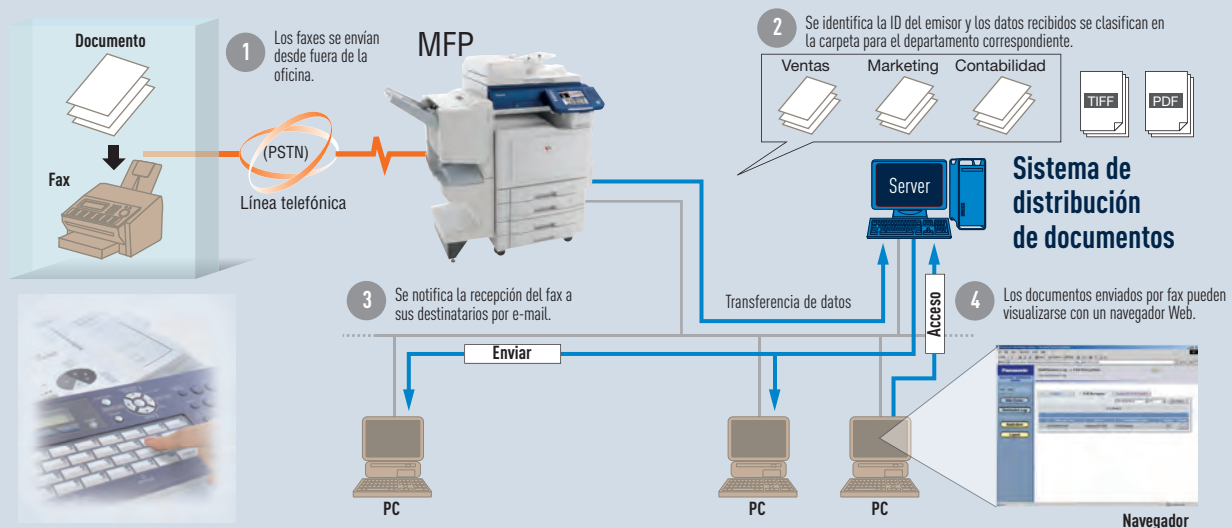 Documento
Fax
1
Los faxes se envían
desde fuera de la
oficina.
(PSTN)
Línea telefónica
MFP
2
Se identifica la ID del emisor y los datos recibidos se clasifican en
la carpeta para el departamento correspondiente.
Ventas
Marketing
Contabilidad
TIFF
PDF
Server
Sistema de
distribución
de documentos
3
Se notifica la recepción del fax a
sus destinatarios por e-mail.
Transferencia de datos
Acceso
4
Los documentos enviados por fax pueden
visualizarse con un navegador Web.
Enviar
Panasonic
PC
PC
PC
Navegador